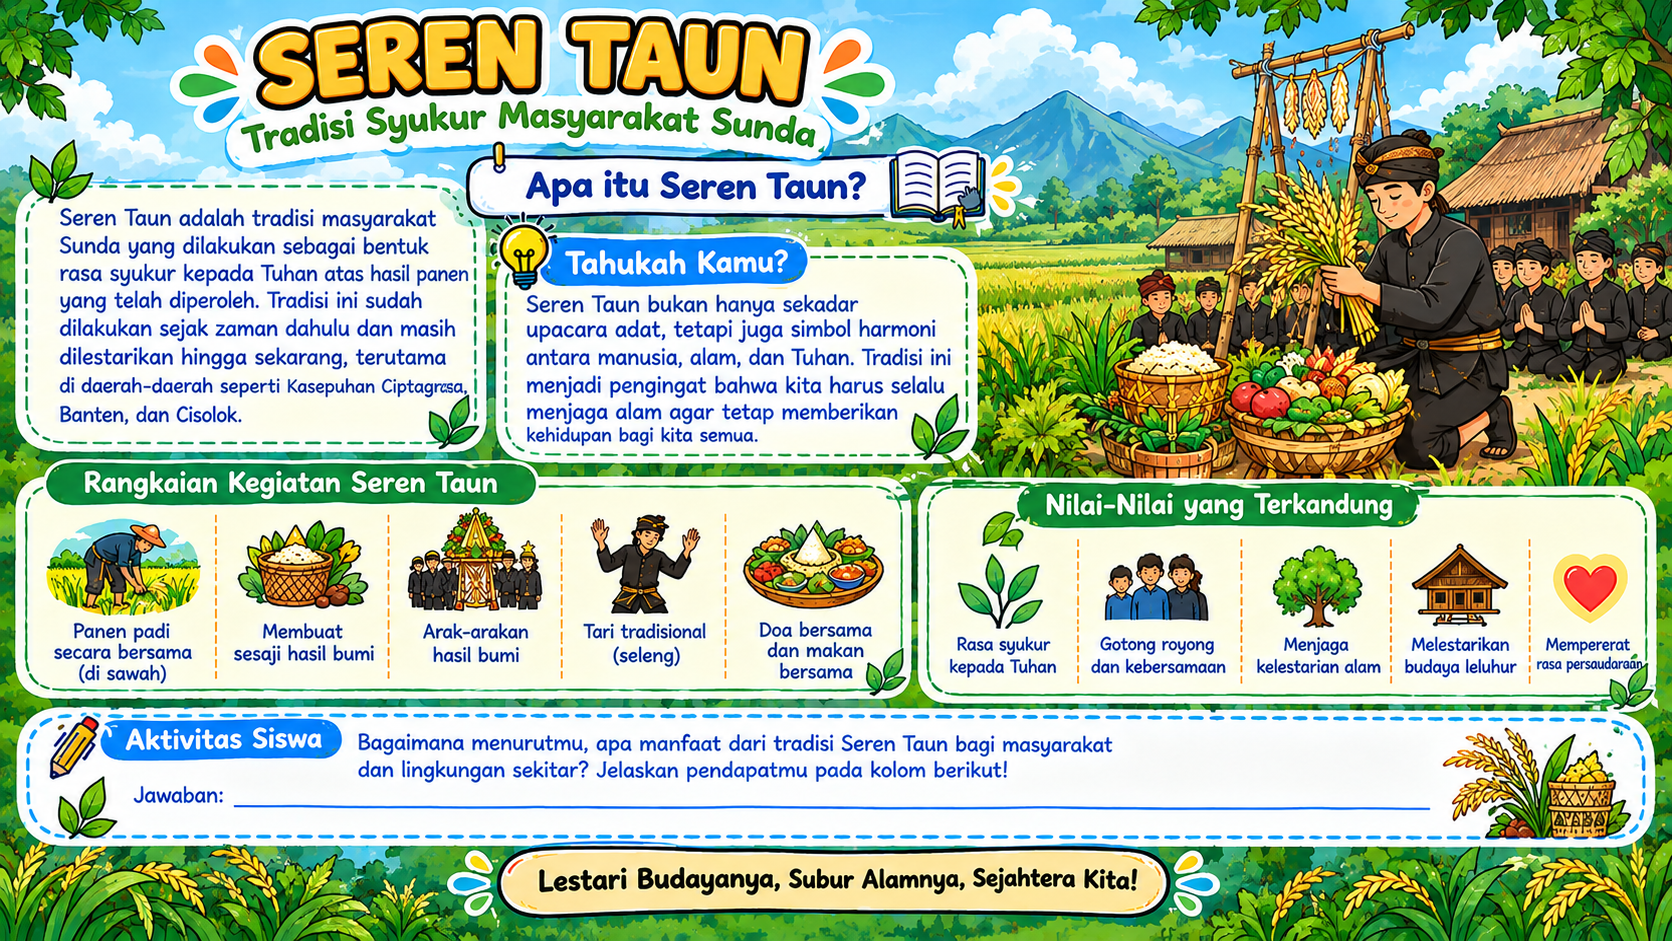 SEREN TAUN
Tradisi Syukur Masyarakat Sunda
Apa itu Seren Taun?
Seren Taun adalah tradisi masyarakat
Sunda yang dilakukan sebagai bentuk
rasa syukur kepada Tuhan atas hasil panen
yang telah diperoleh. Tradisi ini sudah
dilakukan sejak zaman dahulu dan masih
dilestarikan hingga sekarang, terutama
di daerah-daerah seperti Kasepuhan
Banten, dan Cisolok.
Tahukah Kamu?
Seren Taun bukan hanya sekadar
upacara adat, tetapi juga simbol harmoni
antara manusia, alam, dan Tuhan. Tradisi ini
menjadi pengingat bahwa kita harus selalu
menjaga alam agar tetap memberikan
kehidupan bagi kita semua.
Rangkaian Kegiatan Seren Taun
Panen padi
secara bersama
(di sawah)
Membuat
sesaji hasil bumi
Arak-arakan
hasil bumi
Tari tradisional
(seleng)
Doa bersama
dan makan
bersama
Nilai-Nilai yang Terkandung
Rasa syukur
kepada Tuhan
Gotong royong
dan kebersamaan
Menjaga
kelestarian alam
Melestarikan
budaya leluhur
Mempererat
rasa persaudaraan
Aktivitas Siswa
Bagaimana menurutmu, apa manfaat dari tradisi Seren Taun bagi masyarakat
dan lingkungan sekitar? Jelaskan pendapatmu pada kolom berikut!
Jawaban:
Lestari Budayanya, Subur Alamnya, Sejahtera Kita!